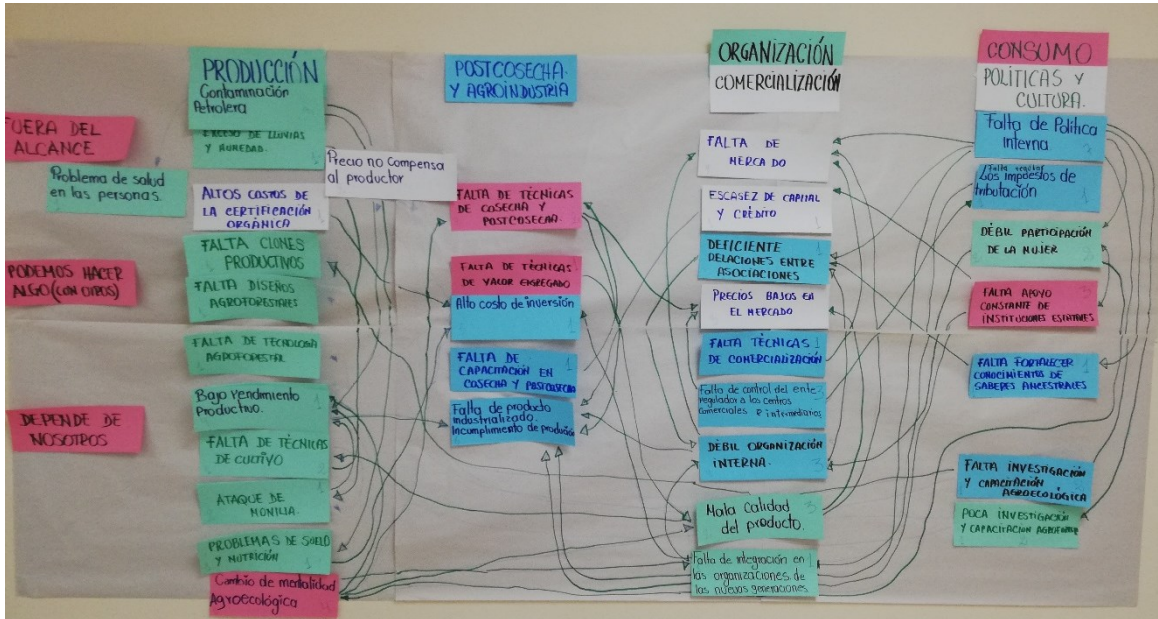 FUERA DEL
ALCANCE
PODEMOS HACER
ALGO (CON OTROS)
DEPENDE DE
NOSOTROS
PRODUCCIÓN
Contaminación
Petrolera
EXCESO DE LLUVIAS
Y HUMEDAD.
Problema de salud
en las personas.
Precio no Compensa
al productor
ALTOS COSTOS DE
LA CERTIFICACIÓN
ORGÁNICA
FALTA CLONES
PRODUCTIVOS
FALTA DISEÑOS
AGROFORESTALES
FALTA DE TECNOLOGIA
AGROFORESTAL
Bajo rendimiento
Productivo.
FALTA DE TÉCNICAS
DE CULTIVO
ATAQUE DE
MONILIA.
PROBLEMAS DE SUELO
Y NUTRICIÓN
Cambio de mentalidad
Agroecológica
POSTCOSECHA
Y AGROINDUSTRIA
FALTA DE TÉCNICAS
DE COSECHA Y
POSTCOSECHA.
FALTA DE TÉCNICAS
DE VALOR
Alto costo de inversión
FALTA DE
CAPACITACIÓN EN
COSECHA Y POSTCOSECHA
Falta de producto
industrializado.
Incumplimiento de
ORGANIZACIÓN
COMERCIALIZACIÓN
FALTA DE
MERCADO
ESCASEZ DE CAPITAL
Y CRÉDITO
DEFICIENTE
RELACIONES ENTRE
ASOCIACIONES
PRECIOS BAJOS EN
EL MERCADO
FALTA TÉCNICAS
DE COMERCIALIZACIÓN
Falta de control del ente
regulador a los centros
Comerciales intermediarios
DÉBIL ORGANIZACIÓN
INTERNA.
Mala Calidad
del producto.
Falta de integración en
las organizaciones de
las nuevas generaciones
CONSUMO
POLÍTICAS Y
CULTURA.
Falta de Política
Interna
Los impuestos de
tributación
DÉBIL PARTICIPACIÓN
DE LA MUJER
FALTA APOYO
CONSTANTE DE
INSTITUCIONES ESTATALES
FALTA FORTALECER
CONOCIMIENTOS DE
SABERES ANCESTRALES
FALTA INVESTIGACIÓN
Y CAPACITACIÓN
AGROECOLÓGICA
POCA INVESTIGACIÓN
Y CAPACITACION